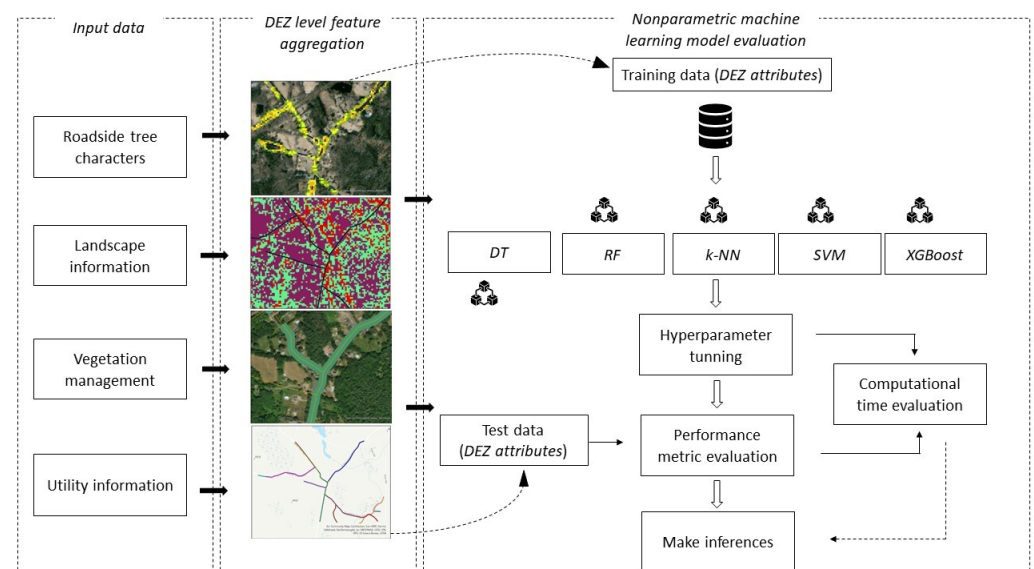 Input data
DEZ level feature
aggregation
Nonparametric machine
learning model evaluation
Training data (DEZ attributes)
Roadside tree
characters
Landscape
information
Vegetation
management
Utility information
DT
RF
k-NN
SVM
XGBoost
Hyperparameter
tunning
Computational
time evaluation
Test data
(DEZ attributes)
Performance
metric evaluation
Make inferences